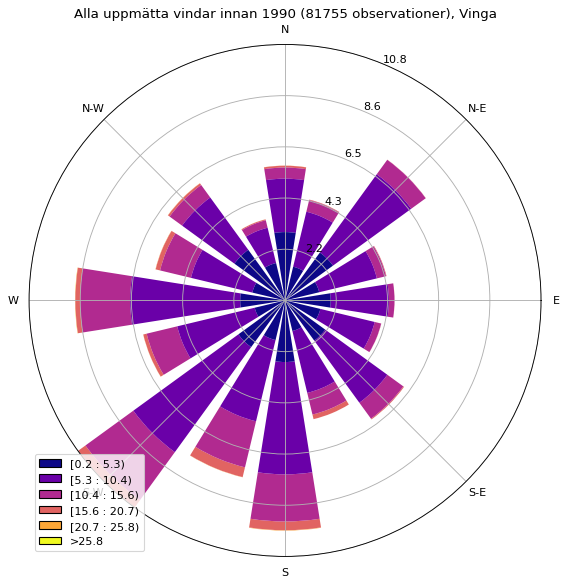 Alla uppmätta vindar innan 1990 (81755 observationer), Vinga
N
10.8
N-W
8.6
N-E
6.5
4.3
2.2
W
E
[0.2 : 5.3)
[5.3 : 10.4)
[10.4 : 15.6)
S-W
S-E
[15.6 : 20.7)
[20.7 : 25.8)
>25.8
S